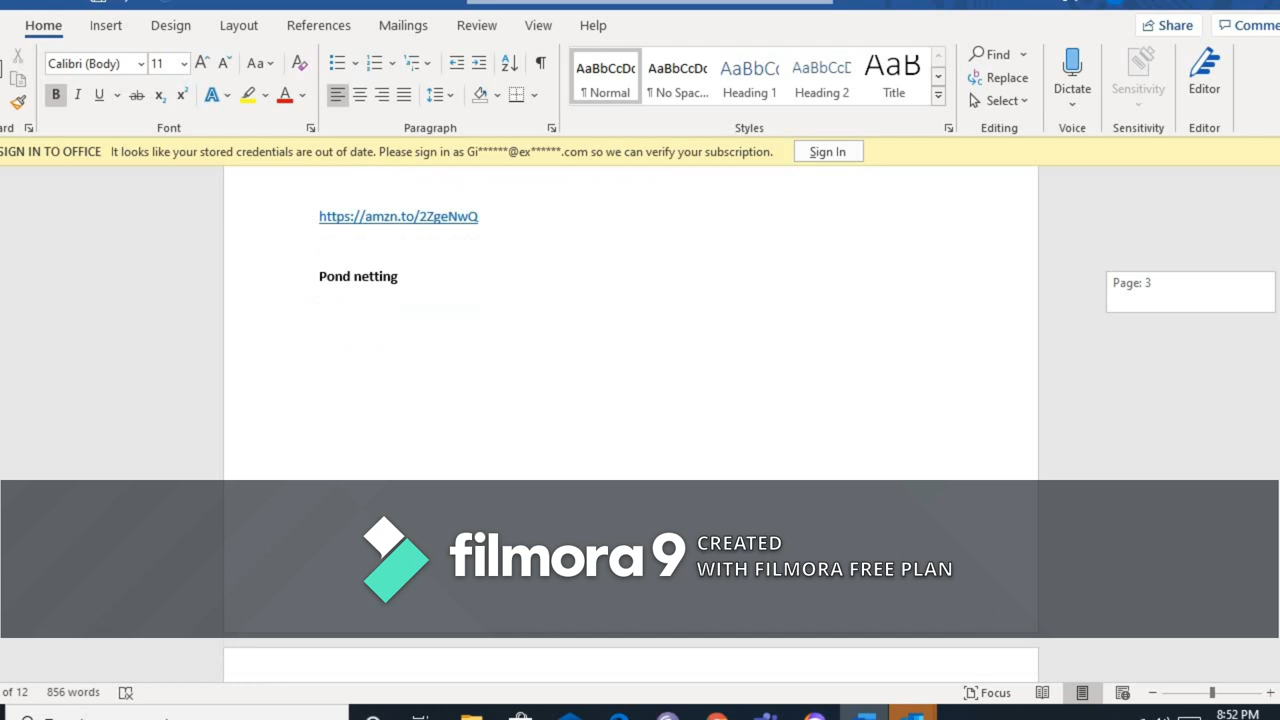 Home Insert Design Layout References Mailings Review View Help Share Comme
Calibri (Body) 11 Aa
AaBbCcDc AaBbCcDc AaBbCc AaBbCcD AaB
¶ Normal ¶ No Spac... Heading 1 Heading 2 Title
Find
Replace
Select
Dictate Sensitivity Editor
ard Font Paragraph Styles Editing Voice Sensitivity Editor
SIGN IN TO OFFICE It looks like your stored credentials are out of date. Please sign in as Gi******@ex******.com so we can verify your subscription. Sign In
https://amzn.to/2ZgeNwQ
Pond netting
Page: 3
filmora9 CREATED
WITH FILMORA FREE PLAN
of 12 856 words Focus
8:52 PM